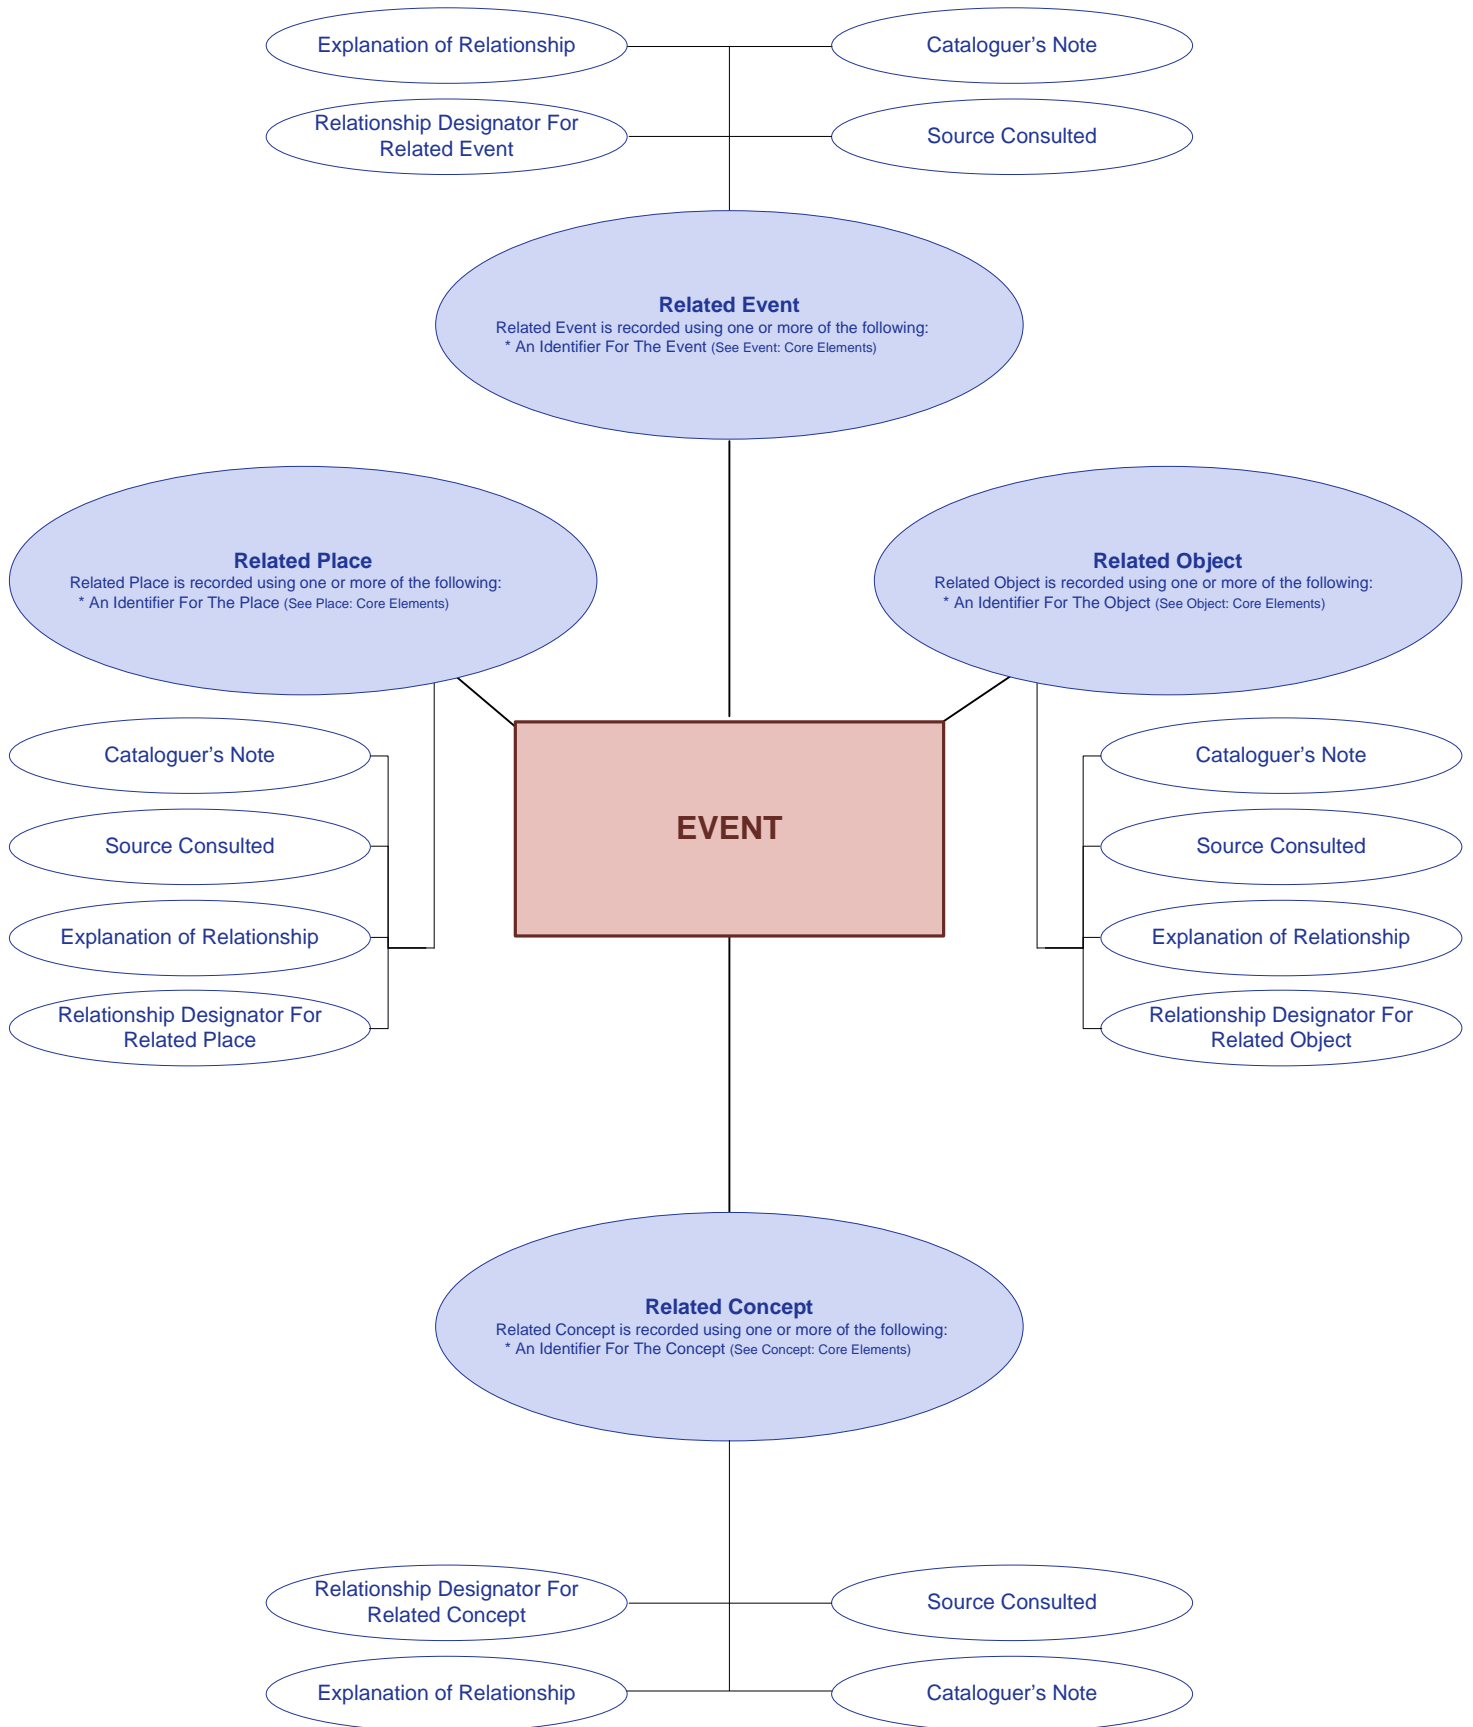 Explanation of Relationship
Cataloguer’s Note
Relationship Designator For
Related Event
Source Consulted
Related Event
Related Event is recorded using one or more of the following:
* An Identifier For The Event (See Event: Core Elements)
Related Place
Related Place is recorded using one or more of the following:
* An Identifier For The Place (See Place: Core Elements)
Related Object
Related Object is recorded using one or more of the following:
* An Identifier For The Object (See Object: Core Elements)
Cataloguer’s Note
Source Consulted
Explanation of Relationship
Relationship Designator For
Related Place
EVENT
Cataloguer’s Note
Source Consulted
Explanation of Relationship
Relationship Designator For
Related Object
Related Concept
Related Concept is recorded using one or more of the following:
* An Identifier For The Concept (See Concept: Core Elements)
Relationship Designator For
Related Concept
Source Consulted
Explanation of Relationship
Cataloguer’s Note